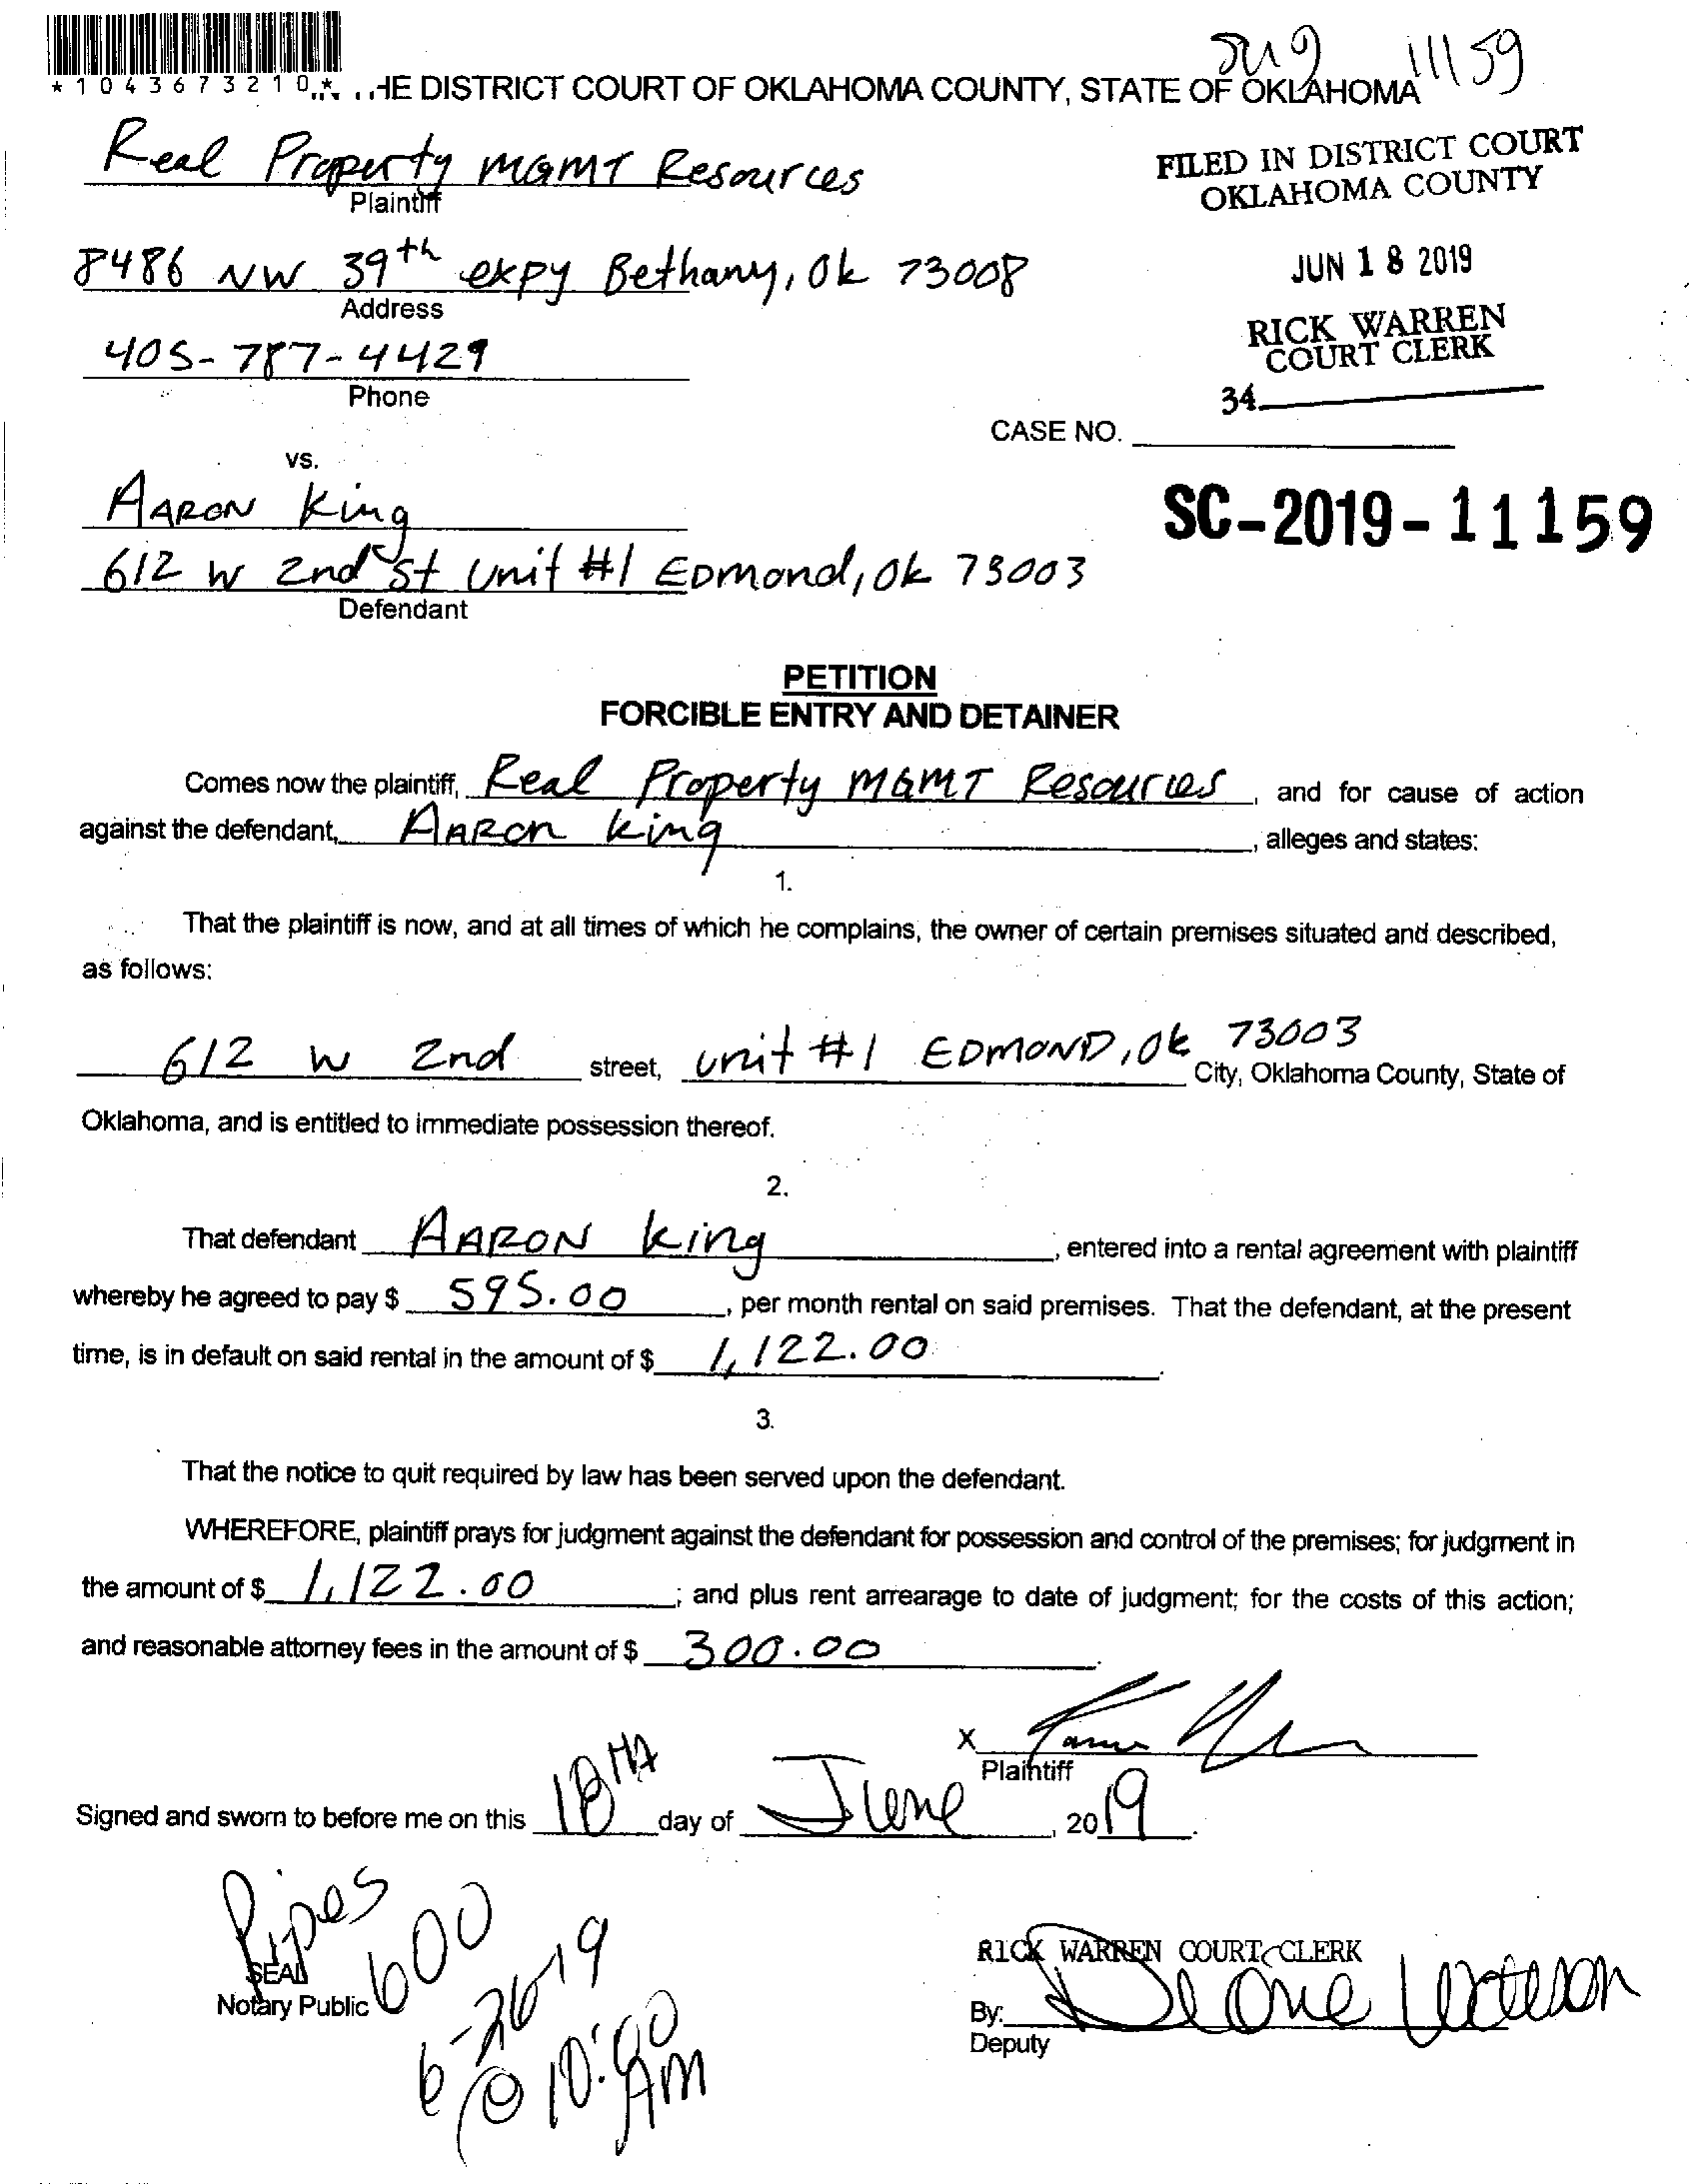 *1043673210* HE DISTRICT COURT OF OKLAHOMA COUNTY, STATE OF OKLAHOMA
11159
Real Property MGMT Resources
Plaintiff
FILED IN DISTRICT COURT
OKLAHOMA COUNTY
8486 NW 39th expy Bethany, Ok 73008
Address
JUN 18 2019
405-787-4429
Phone
RICK WARREN
COURT CLERK
34
CASE NO.
vs.
SC-2019-11159
AARON King
612 W 2nd St Unit #1 EDmond, Ok 73003
Defendant
PETITION
FORCIBLE ENTRY AND DETAINER
Comes now the plaintiff, Real Property MGMT Resources, and for cause of action
against the defendant, AARON King, alleges and states:
1.
That the plaintiff is now, and at all times of which he complains, the owner of certain premises situated and described,
as follows:
612 W 2nd street, unit #1 EDMOND, Ok 73003 City, Oklahoma County, State of
Oklahoma, and is entitled to immediate possession thereof.
2.
That defendant AARON King, entered into a rental agreement with plaintiff
whereby he agreed to pay $ 595.00, per month rental on said premises. That the defendant, at the present
time, is in default on said rental in the amount of $ 1,122.00.
3.
That the notice to quit required by law has been served upon the defendant.
WHEREFORE, plaintiff prays for judgment against the defendant for possession and control of the premises; for judgment in
the amount of $ 1,122.00; and plus rent arrearage to date of judgment; for the costs of this action;
and reasonable attorney fees in the amount of $ 300.00.
X
Plaintiff
Signed and sworn to before me on this 18th day of June, 2019.
Pipes
600
SEAL
Notary Public
6-26-19
@ 10:00
AM
RICK WARREN COURT CLERK
By:
Deputy